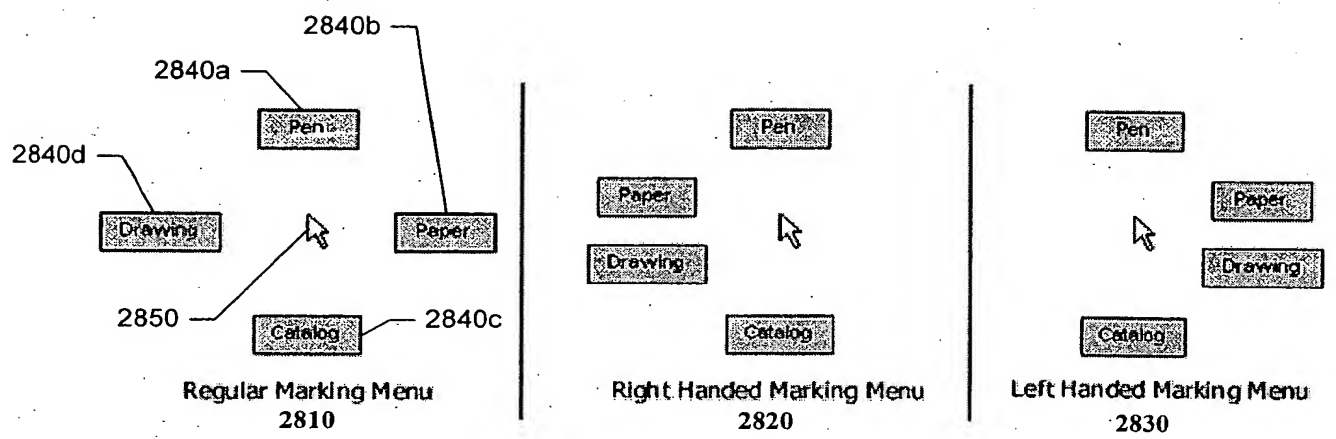 2840b
2840a
Pen
Pen
Pen
2840d
Paper
Paper
Drawing
Paper
Drawing
Drawing
2850
Catalog
2840c
Catalog
Catalog
Regular Marking Menu
Right Handed Marking Menu
Left Handed Marking Menu
2810
2820
2830